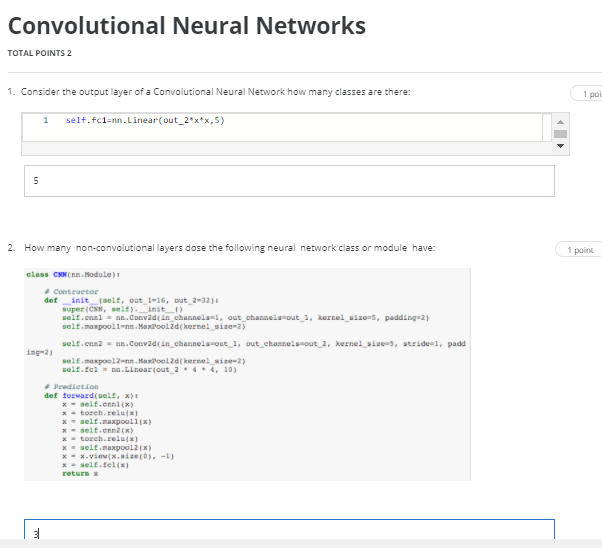 Convolutional Neural Networks
TOTAL POINTS 2
1. Consider the output layer of a Convolutional Neural Network how many classes are there:
1 poi
1 self.fc1=nn.Linear(out_2*x*x,5)
5
2. How many non-convolutional layers dose the following neural network class or module have:
1 point
class CNN(nn.Module):
# Contructor
def __init__(self, out_1=16, out_2=32):
super(CNN, self).__init__()
self.cnn1 = nn.Conv2d(in_channels=1, out_channels=out_1, kernel_size=5, padding=2)
self.maxpool1=nn.MaxPool2d(kernel_size=2)
self.cnn2 = nn.Conv2d(in_channels=out_1, out_channels=out_2, kernel_size=5, stride=1, padd
ing=2)
self.maxpool2=nn.MaxPool2d(kernel_size=2)
self.fc1 = nn.Linear(out_2 * 4 * 4, 10)
# Prediction
def forward(self, x):
x = self.cnn1(x)
x = torch.relu(x)
x = self.maxpool1(x)
x = self.cnn2(x)
x = torch.relu(x)
x = self.maxpool2(x)
x = x.view(x.size(0), -1)
x = self.fc1(x)
return x
3